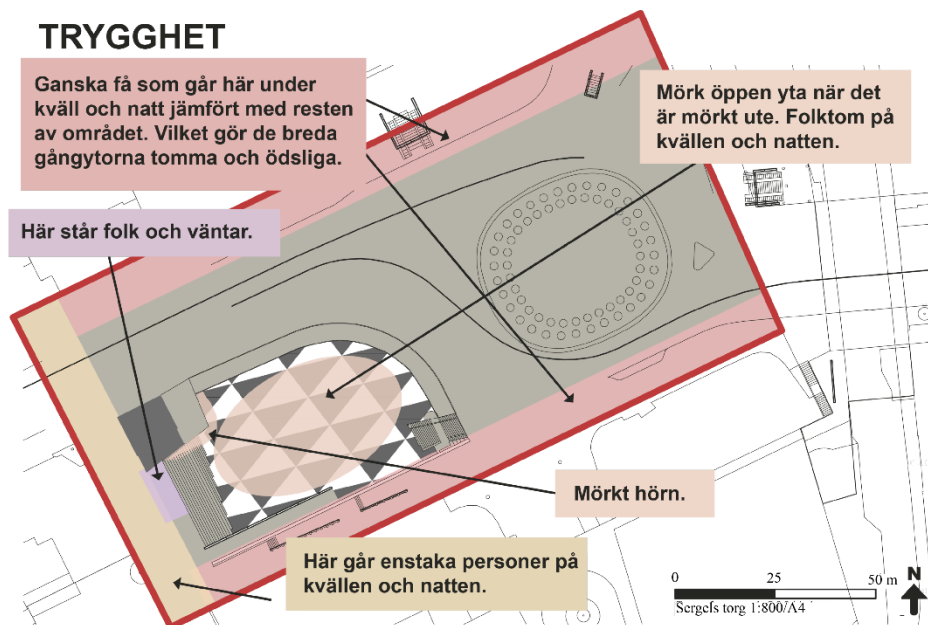 TRYGGHET
Ganska få som går här under
kväll och natt jämfört med resten
av området. Vilket gör de breda
gångytorna tomma och ödsliga.
Mörk öppen yta när det
är mörkt ute. Folktom på
kvällen och natten.
Här står folk och väntar.
Mörkt hörn.
Här går enstaka personer på
kvällen och natten.
0 25 50 m
N
Sergels torg 1:800/A4